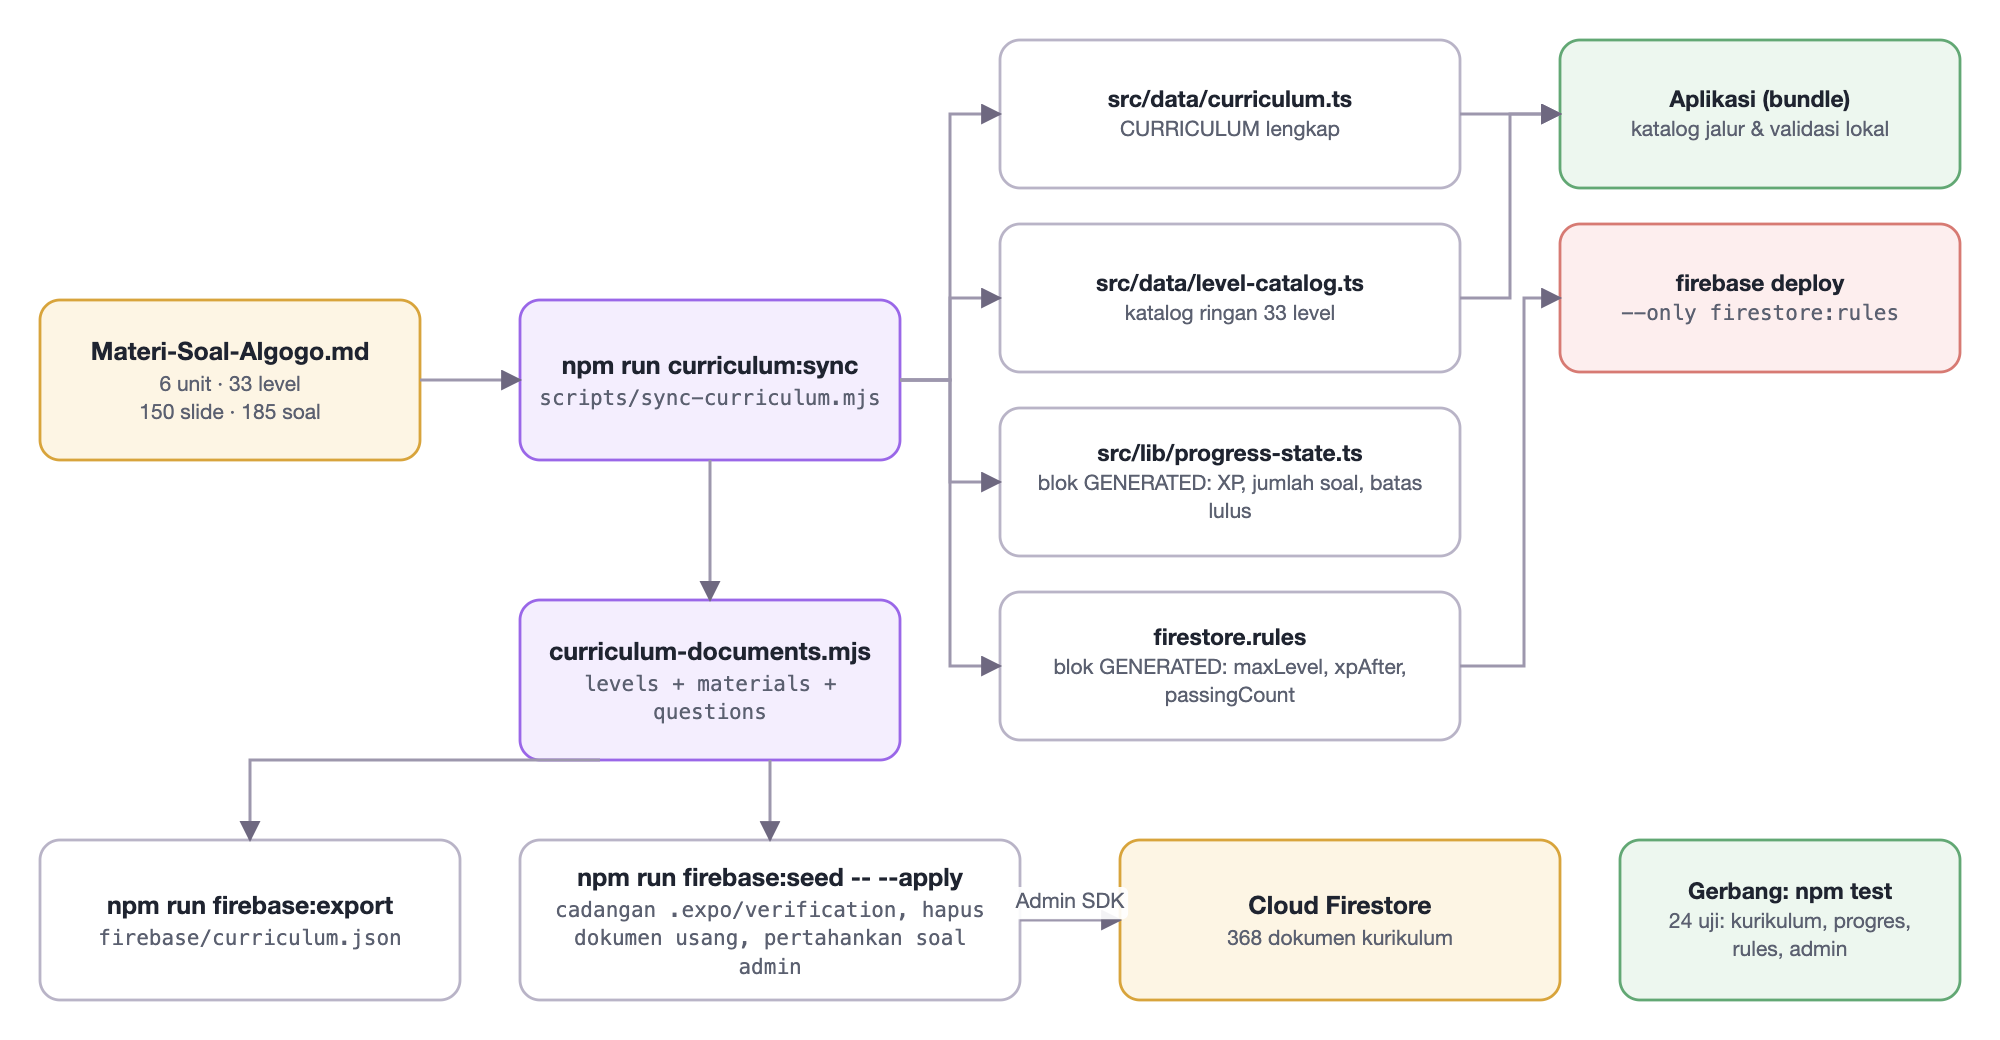 src/data/curriculum.ts
CURRICULUM lengkap
Aplikasi (bundle)
katalog jalur & validasi lokal
src/data/level-catalog.ts
katalog ringan 33 level
firebase deploy
--only firestore:rules
Materi-Soal-Algogo.md
6 unit · 33 level
150 slide · 185 soal
npm run curriculum:sync
scripts/sync-curriculum.mjs
src/lib/progress-state.ts
blok GENERATED: XP, jumlah soal, batas
lulus
curriculum-documents.mjs
levels + materials +
questions
firestore.rules
blok GENERATED: maxLevel, xpAfter,
passingCount
npm run firebase:export
firebase/curriculum.json
npm run firebase:seed -- --apply
cadangan .expo/verification, hapus
dokumen usang, pertahankan soal
admin
Admin SDK
Cloud Firestore
368 dokumen kurikulum
Gerbang: npm test
24 uji: kurikulum, progres,
rules, admin